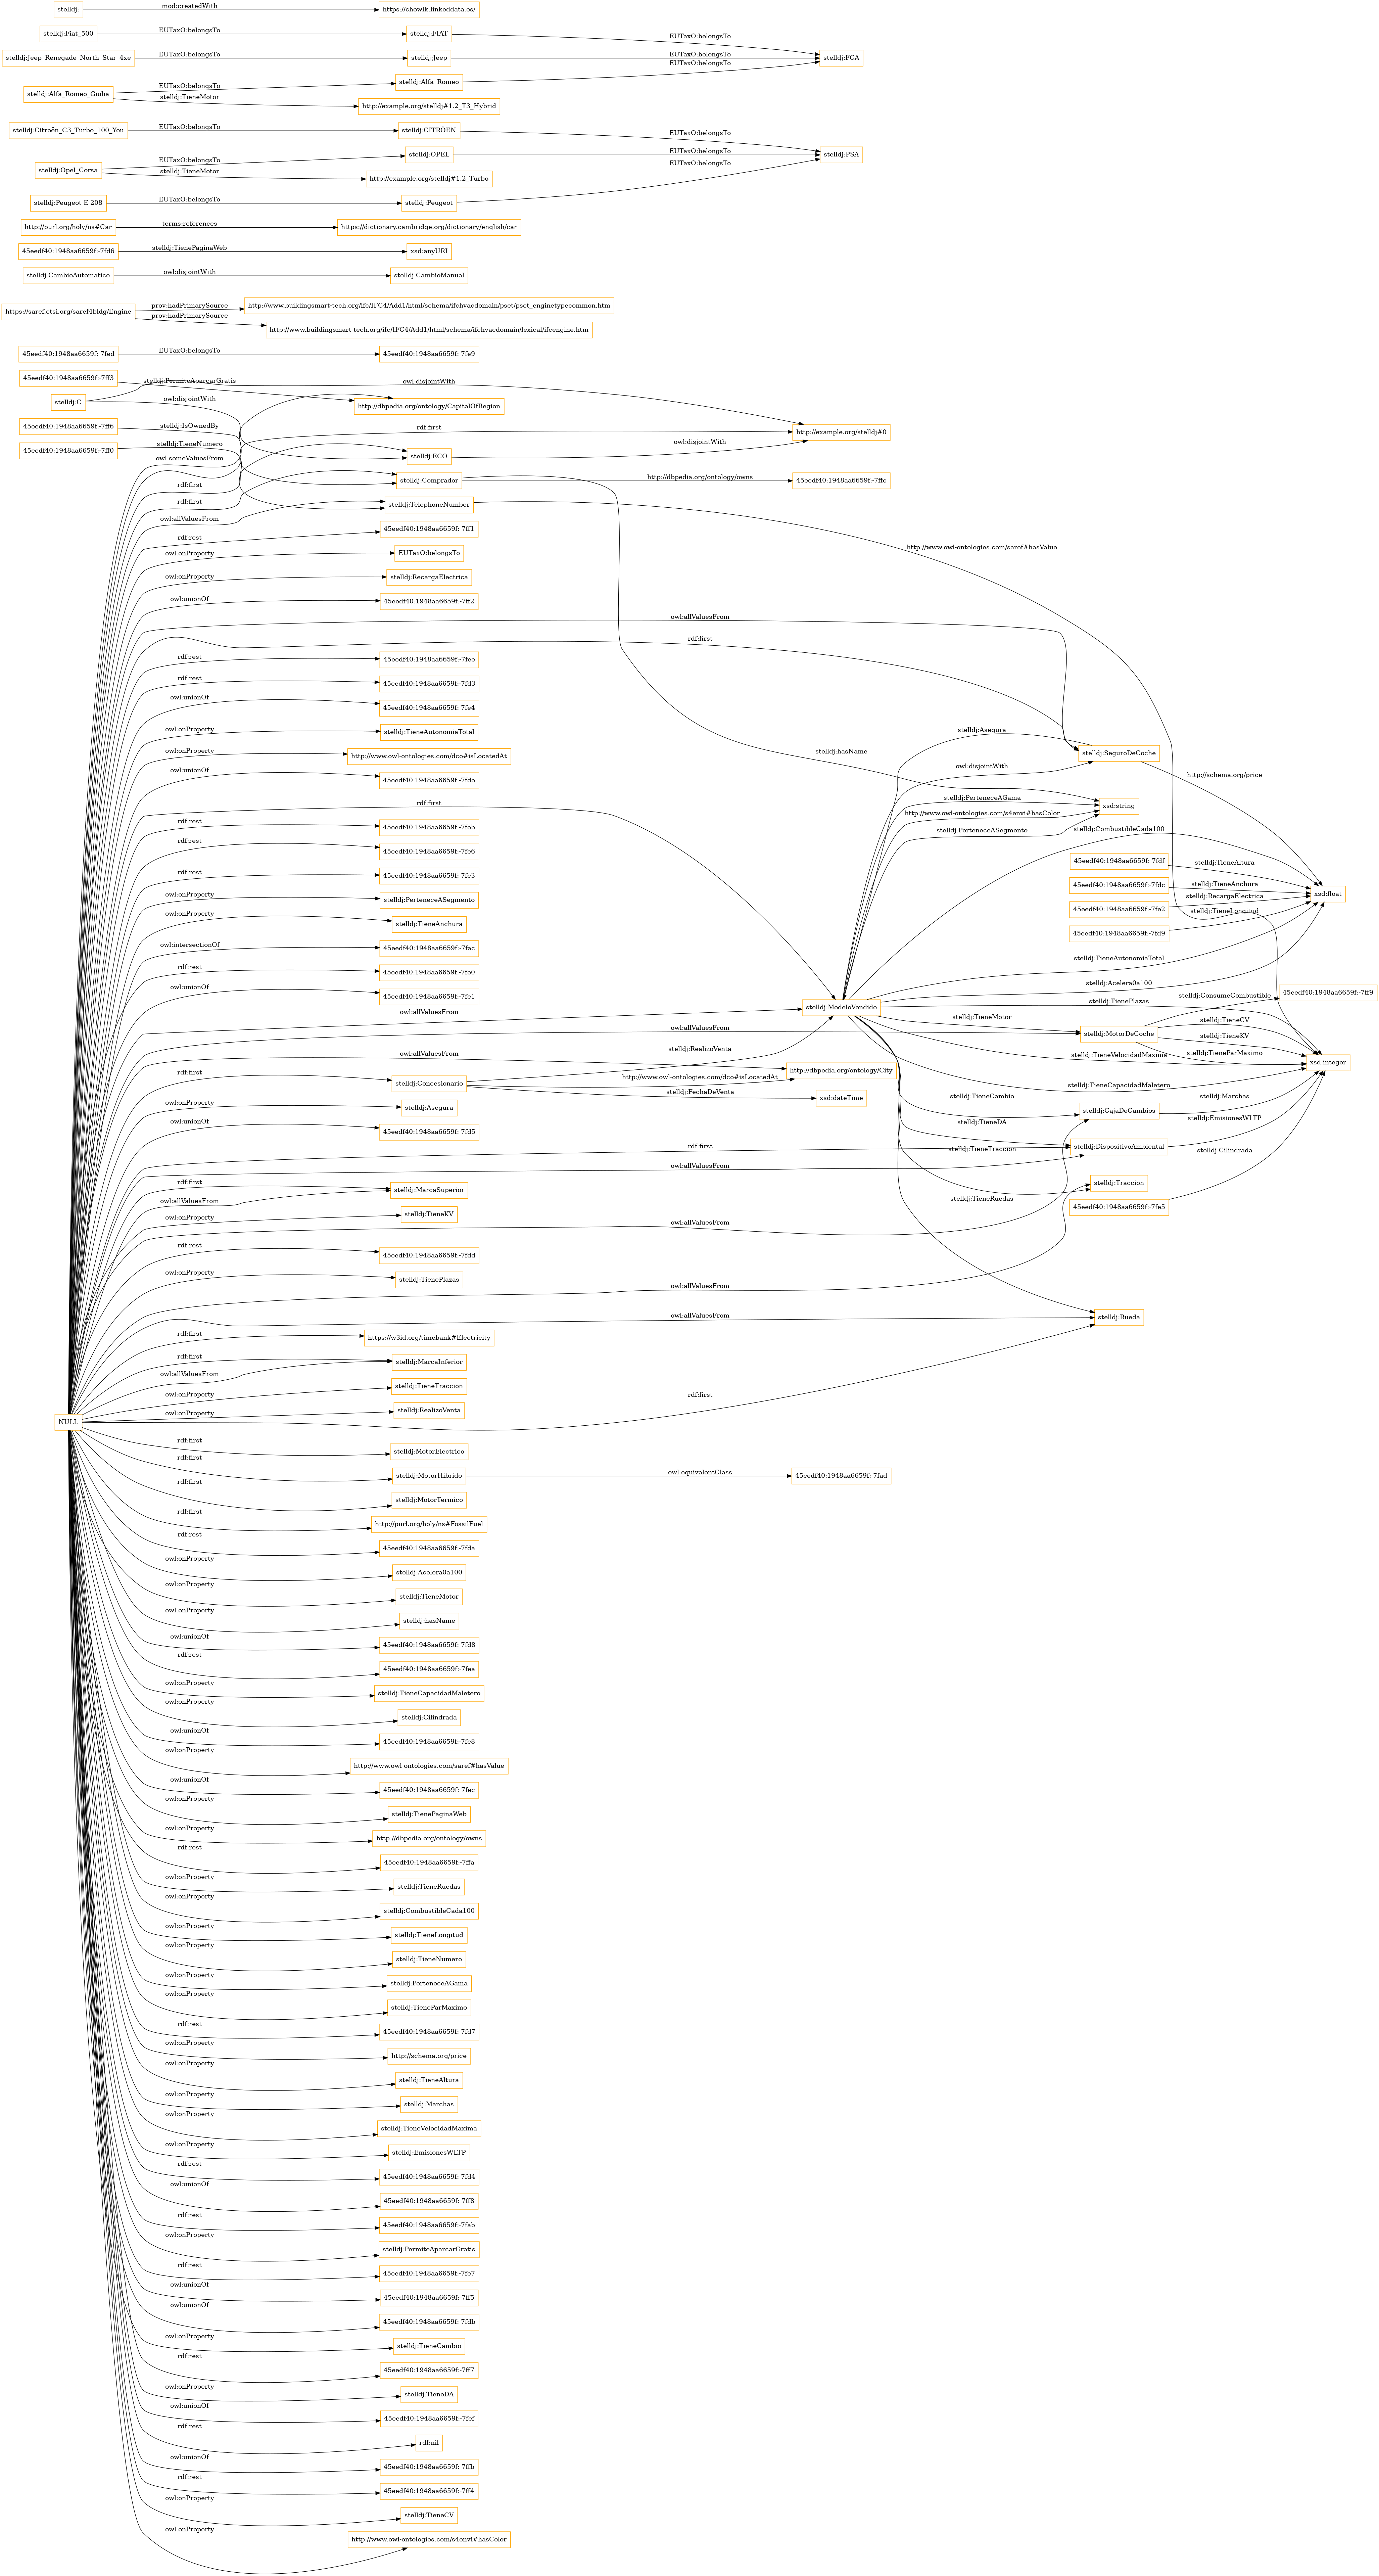 stelldj:
mod:createdWith
https://chowlk.linkeddata.es/
stelldj:Fiat_500
EUTaxO:belongsTo
stelldj:FIAT
EUTaxO:belongsTo
stelldj:Jeep_Renegade_North_Star_4xe
EUTaxO:belongsTo
stelldj:Jeep
EUTaxO:belongsTo
stelldj:FCA
EUTaxO:belongsTo
stelldj:Alfa_Romeo_Giulia
EUTaxO:belongsTo
stelldj:Alfa_Romeo
stelldj:TieneMotor
http://example.org/stelldj#1.2_T3_Hybrid
stelldj:Citroën_C3_Turbo_100_You
EUTaxO:belongsTo
stelldj:CITRÖEN
EUTaxO:belongsTo
stelldj:Opel_Corsa
EUTaxO:belongsTo
stelldj:OPEL
EUTaxO:belongsTo
stelldj:PSA
stelldj:TieneMotor
http://example.org/stelldj#1.2_Turbo
EUTaxO:belongsTo
stelldj:Peugeot-E-208
EUTaxO:belongsTo
stelldj:Peugeot
http://purl.org/holy/ns#Car
terms:references
https://dictionary.cambridge.org/dictionary/english/car
45eedf40:1948aa6659f:-7fd6
stelldj:TienePaginaWeb
xsd:anyURI
stelldj:CambioAutomatico
owl:disjointWith
stelldj:CambioManual
https://saref.etsi.org/saref4bldg/Engine
prov:hadPrimarySource
http://www.buildingsmart-tech.org/ifc/IFC4/Add1/html/schema/ifchvacdomain/pset/pset_enginetypecommon.htm
prov:hadPrimarySource
http://www.buildingsmart-tech.org/ifc/IFC4/Add1/html/schema/ifchvacdomain/lexical/ifcengine.htm
45eedf40:1948aa6659f:-7fed
EUTaxO:belongsTo
45eedf40:1948aa6659f:-7fe9
45eedf40:1948aa6659f:-7ff3
stelldj:PermiteAparcarGratis
http://dbpedia.org/ontology/CapitalOfRegion
stelldj:C
owl:disjointWith
owl:disjointWith
45eedf40:1948aa6659f:-7ff6
stelldj:IsOwnedBy
rdf:first
http://example.org/stelldj#0
45eedf40:1948aa6659f:-7ff0
stelldj:TieneNumero
owl:disjointWith
stelldj:ECO
owl:someValuesFrom
rdf:first
stelldj:Comprador
http://dbpedia.org/ontology/owns
45eedf40:1948aa6659f:-7ffc
rdf:first
stelldj:TelephoneNumber
owl:allValuesFrom
rdf:rest
45eedf40:1948aa6659f:-7ff1
http://www.owl-ontologies.com/saref#hasValue
owl:onProperty
EUTaxO:belongsTo
owl:onProperty
stelldj:RecargaElectrica
owl:unionOf
45eedf40:1948aa6659f:-7ff2
owl:allValuesFrom
rdf:first
rdf:rest
45eedf40:1948aa6659f:-7fee
rdf:rest
45eedf40:1948aa6659f:-7fd3
owl:unionOf
45eedf40:1948aa6659f:-7fe4
owl:onProperty
stelldj:TieneAutonomiaTotal
stelldj:Asegura
stelldj:hasName
stelldj:SeguroDeCoche
owl:onProperty
http://www.owl-ontologies.com/dco#isLocatedAt
owl:disjointWith
http://schema.org/price
owl:unionOf
45eedf40:1948aa6659f:-7fde
rdf:first
stelldj:PerteneceAGama
xsd:string
http://www.owl-ontologies.com/s4envi#hasColor
rdf:rest
45eedf40:1948aa6659f:-7feb
stelldj:PerteneceASegmento
stelldj:CombustibleCada100
rdf:rest
45eedf40:1948aa6659f:-7fe6
45eedf40:1948aa6659f:-7fdf
stelldj:TieneAltura
rdf:rest
45eedf40:1948aa6659f:-7fe3
45eedf40:1948aa6659f:-7fdc
stelldj:TieneAnchura
xsd:float
owl:onProperty
stelldj:PerteneceASegmento
45eedf40:1948aa6659f:-7fe2
stelldj:RecargaElectrica
owl:onProperty
stelldj:TieneAnchura
45eedf40:1948aa6659f:-7fd9
stelldj:TieneLongitud
owl:intersectionOf
45eedf40:1948aa6659f:-7fac
stelldj:TieneAutonomiaTotal
rdf:rest
45eedf40:1948aa6659f:-7fe0
stelldj:Acelera0a100
owl:unionOf
45eedf40:1948aa6659f:-7fe1
stelldj:ConsumeCombustible
45eedf40:1948aa6659f:-7ff9
owl:allValuesFrom
stelldj:ModeloVendido
stelldj:TienePlazas
owl:allValuesFrom
stelldj:TieneMotor
stelldj:MotorDeCoche
stelldj:TieneCV
stelldj:TieneKV
stelldj:RealizoVenta
stelldj:TieneVelocidadMaxima
stelldj:TieneParMaximo
xsd:integer
owl:allValuesFrom
http://dbpedia.org/ontology/City
rdf:first
stelldj:Concesionario
http://www.owl-ontologies.com/dco#isLocatedAt
stelldj:TieneCapacidadMaletero
stelldj:FechaDeVenta
xsd:dateTime
stelldj:TieneCambio
stelldj:Marchas
owl:onProperty
stelldj:Asegura
stelldj:CajaDeCambios
owl:unionOf
45eedf40:1948aa6659f:-7fd5
stelldj:TieneDA
stelldj:EmisionesWLTP
rdf:first
stelldj:DispositivoAmbiental
owl:allValuesFrom
stelldj:TieneTraccion
stelldj:Cilindrada
rdf:first
stelldj:MarcaSuperior
stelldj:Traccion
owl:allValuesFrom
stelldj:TieneRuedas
45eedf40:1948aa6659f:-7fe5
owl:onProperty
stelldj:TieneKV
owl:allValuesFrom
rdf:rest
45eedf40:1948aa6659f:-7fdd
owl:onProperty
stelldj:TienePlazas
owl:allValuesFrom
owl:allValuesFrom
stelldj:Rueda
rdf:first
https://w3id.org/timebank#Electricity
rdf:first
stelldj:MarcaInferior
owl:allValuesFrom
owl:onProperty
stelldj:TieneTraccion
rdf:first
owl:onProperty
stelldj:RealizoVenta
NULL
rdf:first
stelldj:MotorElectrico
rdf:first
stelldj:MotorHibrido
owl:equivalentClass
45eedf40:1948aa6659f:-7fad
rdf:first
stelldj:MotorTermico
rdf:first
http://purl.org/holy/ns#FossilFuel
rdf:rest
45eedf40:1948aa6659f:-7fda
owl:onProperty
stelldj:Acelera0a100
owl:onProperty
stelldj:TieneMotor
owl:onProperty
stelldj:hasName
owl:unionOf
45eedf40:1948aa6659f:-7fd8
rdf:rest
45eedf40:1948aa6659f:-7fea
owl:onProperty
stelldj:TieneCapacidadMaletero
owl:onProperty
stelldj:Cilindrada
owl:unionOf
45eedf40:1948aa6659f:-7fe8
owl:onProperty
http://www.owl-ontologies.com/saref#hasValue
owl:unionOf
45eedf40:1948aa6659f:-7fec
owl:onProperty
stelldj:TienePaginaWeb
owl:onProperty
http://dbpedia.org/ontology/owns
rdf:rest
45eedf40:1948aa6659f:-7ffa
owl:onProperty
stelldj:TieneRuedas
owl:onProperty
stelldj:CombustibleCada100
owl:onProperty
stelldj:TieneLongitud
owl:onProperty
stelldj:TieneNumero
owl:onProperty
stelldj:PerteneceAGama
owl:onProperty
stelldj:TieneParMaximo
rdf:rest
45eedf40:1948aa6659f:-7fd7
owl:onProperty
http://schema.org/price
owl:onProperty
stelldj:TieneAltura
owl:onProperty
stelldj:Marchas
owl:onProperty
stelldj:TieneVelocidadMaxima
owl:onProperty
stelldj:EmisionesWLTP
rdf:rest
45eedf40:1948aa6659f:-7fd4
owl:unionOf
45eedf40:1948aa6659f:-7ff8
rdf:rest
45eedf40:1948aa6659f:-7fab
owl:onProperty
stelldj:PermiteAparcarGratis
rdf:rest
45eedf40:1948aa6659f:-7fe7
owl:unionOf
45eedf40:1948aa6659f:-7ff5
owl:unionOf
45eedf40:1948aa6659f:-7fdb
owl:onProperty
stelldj:TieneCambio
rdf:rest
45eedf40:1948aa6659f:-7ff7
owl:onProperty
stelldj:TieneDA
owl:unionOf
45eedf40:1948aa6659f:-7fef
rdf:rest
rdf:nil
owl:unionOf
45eedf40:1948aa6659f:-7ffb
rdf:rest
45eedf40:1948aa6659f:-7ff4
owl:onProperty
stelldj:TieneCV
owl:onProperty
http://www.owl-ontologies.com/s4envi#hasColor